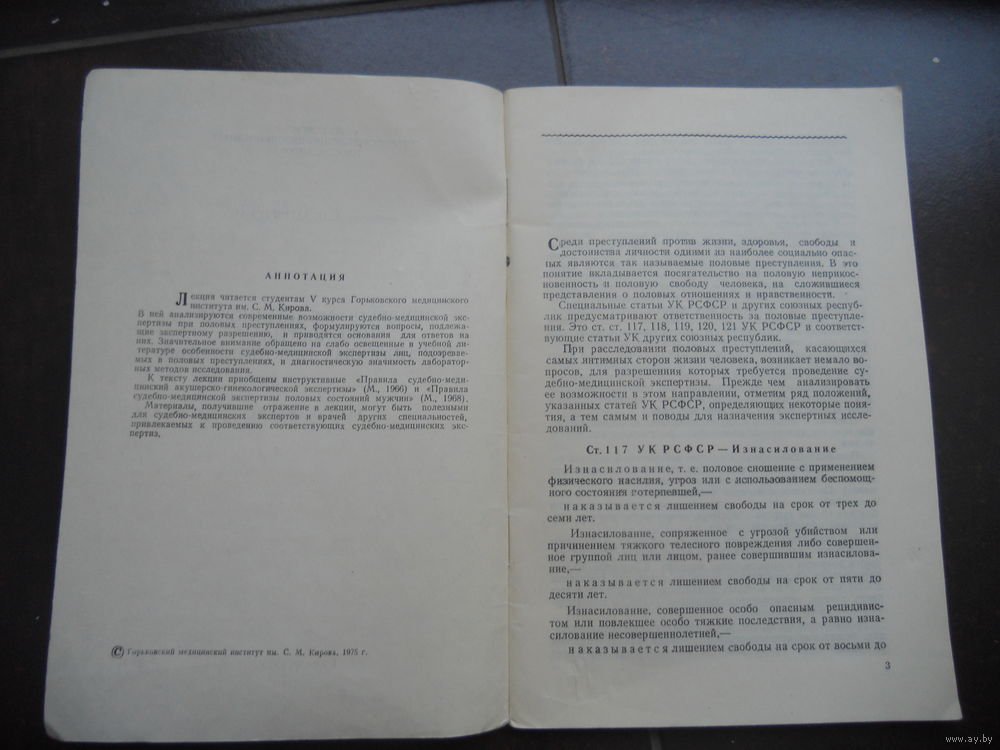 АННОТАЦИЯ
Лекция читается студентам V курса Горьковского медицинского
института им. С. М. Кирова.
В ней анализируются современные возможности судебно-медицинской экс-
пертизы при половых преступлениях, формулируются вопросы, подлежа-
щие экспертному разрешению, и приводятся основания для ответов на
них. Значительное внимание обращено на слабо освещенные в учебной ли-
тературе особенности судебно-медицинской экспертизы лиц, подозревае-
мых в половых преступлениях, и диагностическую значимость лаборатор-
ных методов исследования.
К тексту лекции приобщены инструктивные «Правила судебно-меди-
цинский акушерско-гинекологической экспертизы» (М., 1966) и «Правила
судебно-медицинской экспертизы половых состояний мужчин» (М., 1968).
Материалы, получившие отражение в лекции, могут быть полезными
для судебно-медицинских экспертов и врачей других специальностей,
привлекаемых к проведению соответствующих судебно-медицинских экс-
пертиз.
© Горьковский медицинский институт им. С. М. Кирова, 1975 г.
Среди преступлений против жизни, здоровья, свободы и
достоинства личности одними из наиболее социально опас-
ных являются так называемые половые преступления. В это
понятие вкладывается посягательство на половую неприкос-
новенность и половую свободу человека, на сложившиеся
представления о половых отношениях и нравственности.
Специальные статьи УК РСФСР и других союзных респуб-
лик предусматривают ответственность за половые преступле-
ния. Это ст. ст. 117, 118, 119, 120, 121 УК РСФСР и соответст-
вующие статьи УК других союзных республик.
При расследовании половых преступлений, касающихся
самых интимных сторон жизни человека, возникает немало во-
просов, для разрешения которых требуется проведение су-
дебно-медицинской экспертизы. Прежде чем анализировать
ее возможности в этом направлении, отметим ряд положений,
указанных статей УК РСФСР, определяющих некоторые поня-
тия, а тем самым и поводы для назначения экспертных иссле-
дований.
Ст. 117 УК РСФСР — Изнасилование
Изнасилование, т. е. половое сношение с применением
физического насилия, угроз или с использованием беспомощ-
ного состояния потерпевшей,—
наказывается лишением свободы на срок от трех до
семи лет.
Изнасилование, сопряженное с угрозой убийством или
причинением тяжкого телесного повреждения либо совершен-
ное группой лиц или лицом, ранее совершившим изнасилова-
ние,—
наказывается лишением свободы на срок от пяти до
десяти лет.
Изнасилование, совершенное особо опасным рецидивис-
том или повлекшее особо тяжкие последствия, а равно изна-
силование несовершеннолетней,—
наказывается лишением свободы на срок от восьми до
3
www.ay.by